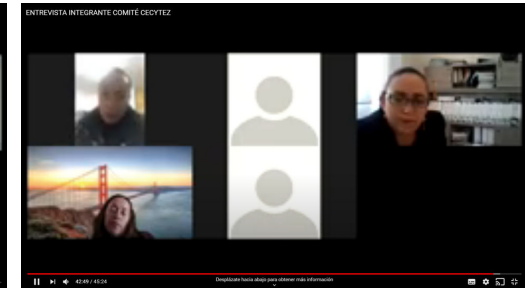 ENTREVISTA INTEGRANTE COMITÉ CECYTEZ
42:49 / 45:24
Desplázate hacia abajo para obtener más información